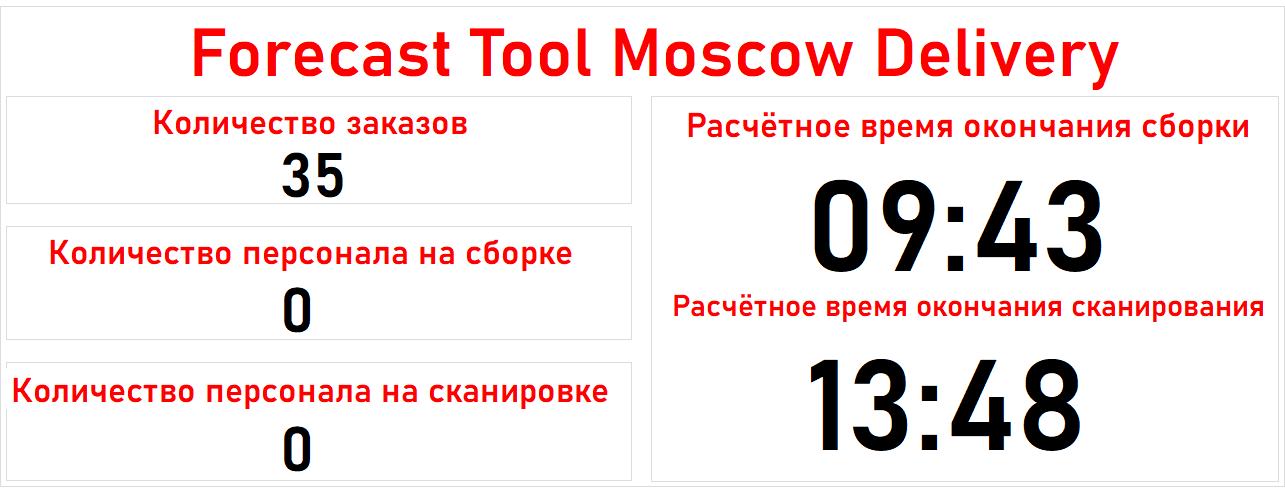 Forecast Tool Moscow Delivery
Количество заказов
35
Количество персонала на сборке
0
Количество персонала на сканировке
0
Расчётное время окончания сборки
09:43
Расчётное время окончания сканирования
13:48